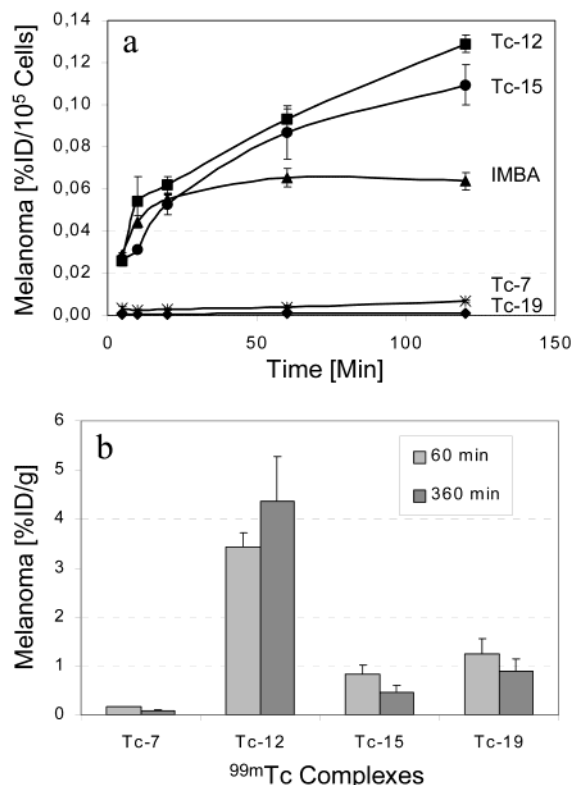 a
Melanoma [%ID/10⁵ Cells]
0,14
0,12
0,10
0,08
0,06
0,04
0,02
0,00
Tc-12
Tc-15
IMBA
Tc-7
Tc-19
0
50
100
150
Time [Min]
b
Melanoma [%ID/g]
6
5
4
3
2
1
0
60 min
360 min
Tc-7
Tc-12
Tc-15
Tc-19
⁹⁹ᵐTc Complexes